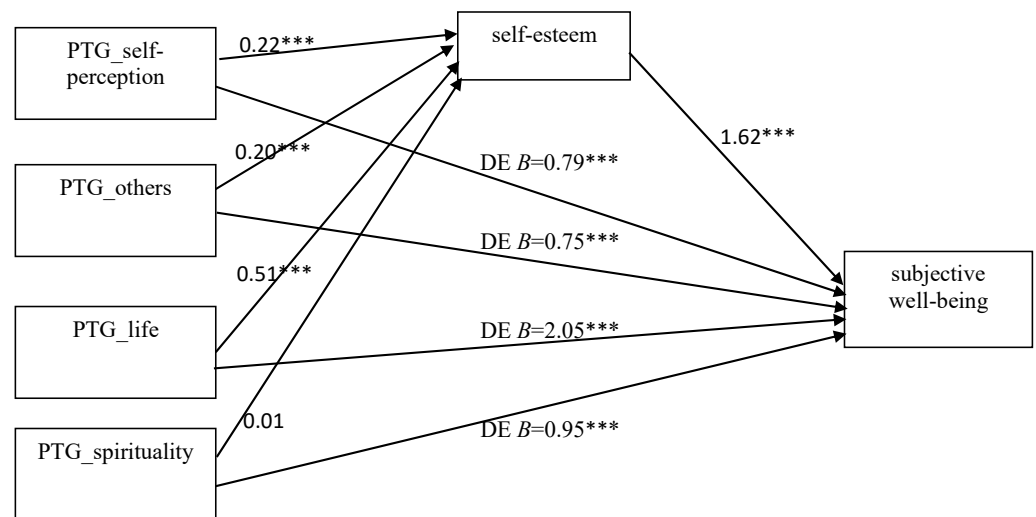 PTG_self-
perception
0.22***
self-esteem
PTG_others
0.20***
DE B=0.79***
1.62***
DE B=0.75***
0.51***
subjective
well-being
PTG_life
DE B=2.05***
0.01
PTG_spirituality
DE B=0.95***